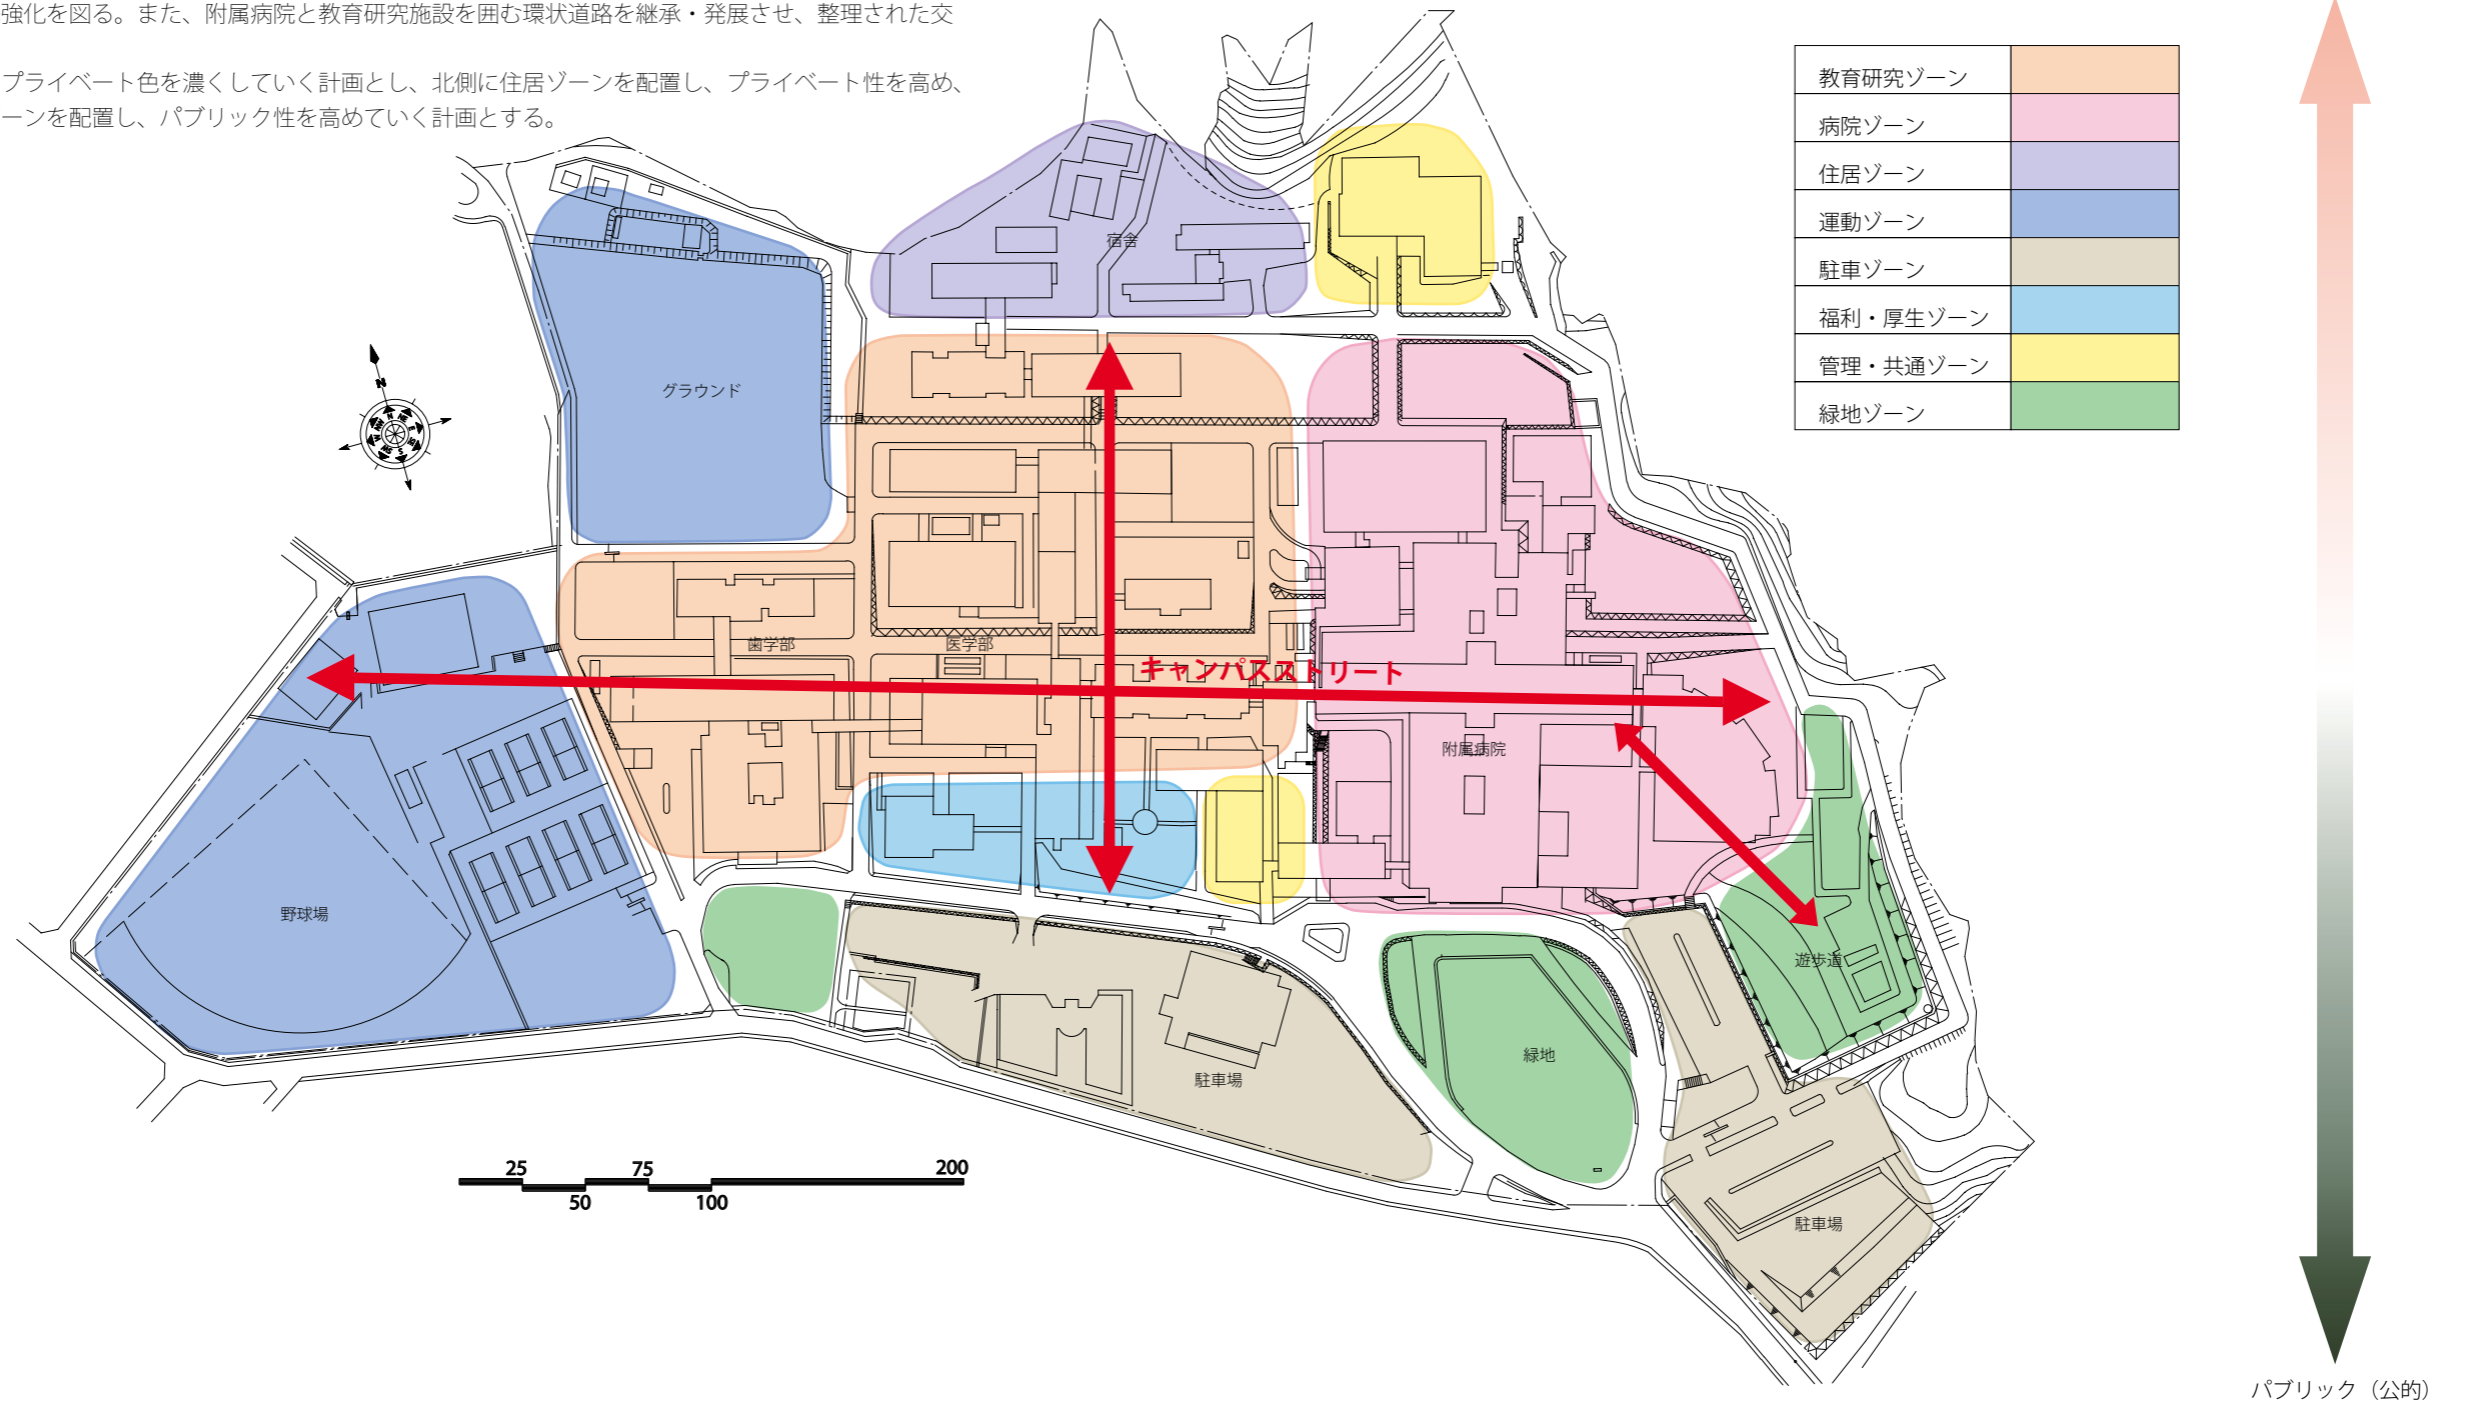 強化を図る。また、附属病院と教育研究施設を囲む環状道路を継承・発展させ、整理された交
プライベート色を濃くしていく計画とし、北側に住居ゾーンを配置し、プライベート性を高め、
ーンを配置し、パブリック性を高めていく計画とする。
教育研究ゾーン
病院ゾーン
住居ゾーン
運動ゾーン
駐車ゾーン
福利・厚生ゾーン
管理・共通ゾーン
緑地ゾーン
宿舎
グラウンド
N
N
NE
E
SE
S
SW
W
NW
歯学部
医学部
キャンパスストリート
附属病院
野球場
遊歩道
緑地
駐車場
駐車場
25 75 200
50 100
パブリック（公的）